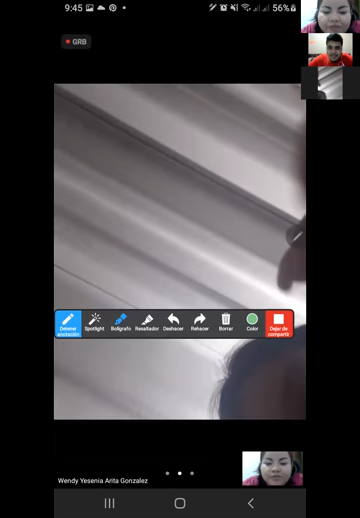 9:45
56%
GRB
Detener anotación
Spotlight
Bolígrafo
Resaltador
Deshacer
Rehacer
Borrar
Color
Dejar de compartir
Wendy Yesenia Arita Gonzalez